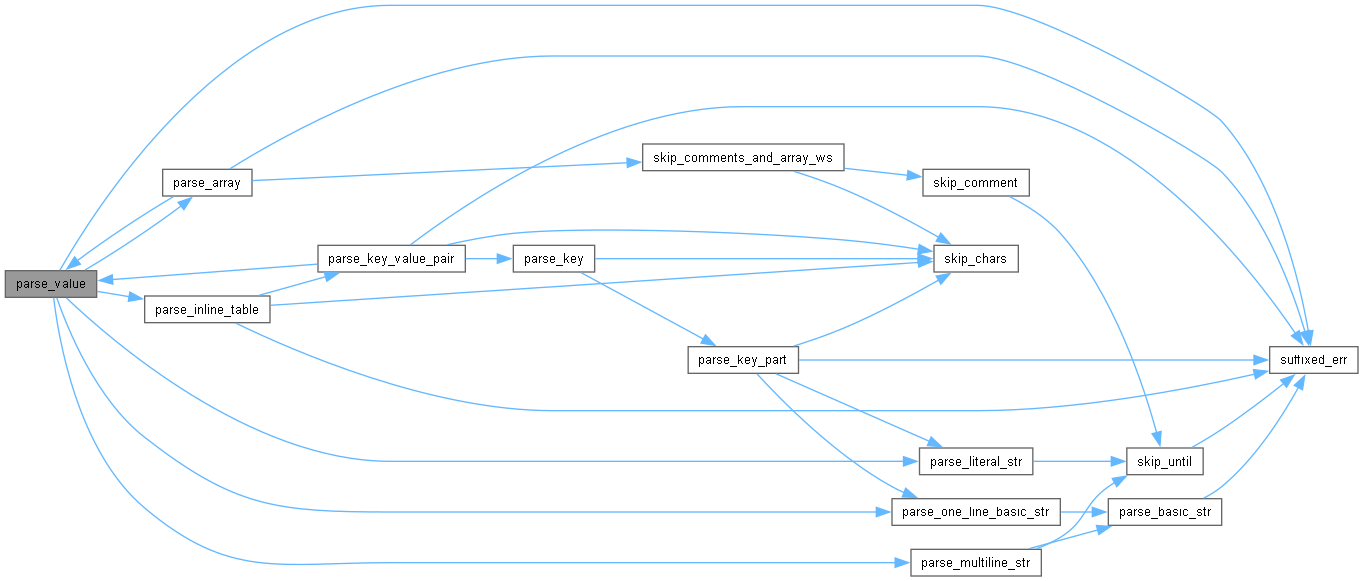 parse_value
parse_array
parse_inline_table
parse_key_value_pair
parse_key
skip_comments_and_array_ws
skip_comment
skip_chars
parse_key_part
suffixed_err
parse_literal_str
skip_until
parse_one_line_basic_str
parse_basic_str
parse_multiline_str